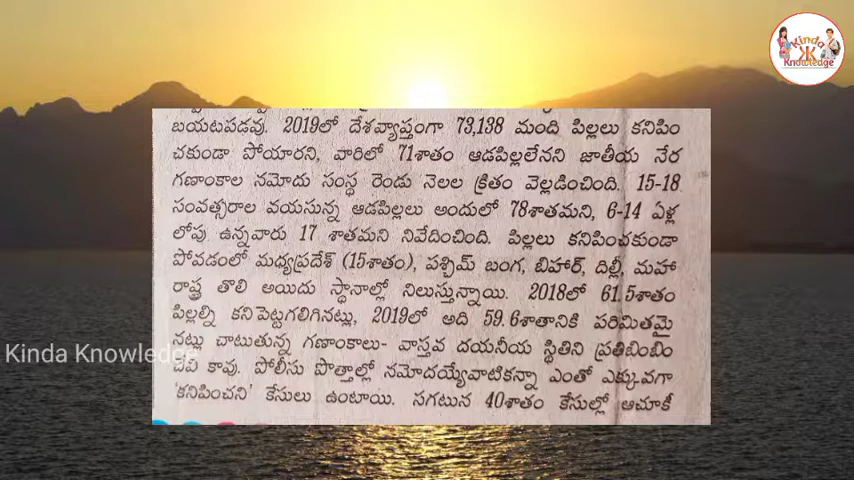 Kinda
Knowledge
బయటపడవు. 2019లో దేశవ్యాప్తంగా 73,138 మంది పిల్లలు కనిపిం
చకుండా పోయారని, వారిలో 71శాతం ఆడపిల్లలేనని జాతీయ నేర
గణాంకాల నమోదు సంస్థ రెండు నెలల క్రితం వెల్లడించింది. 15-18
సంవత్సరాల వయసున్న ఆడపిల్లలు అందులో 78శాతమని, 6-14 ఏళ్ల
లోపు ఉన్నవారు 17 శాతమని నివేదించింది. పిల్లలు కనిపించకుండా
పోవడంలో మధ్యప్రదేశ్ (15శాతం), పశ్చిమ్ బంగ, బిహార్, దిల్లీ, మహా
రాష్ట్ర తొలి అయిదు స్థానాల్లో నిలుస్తున్నాయి. 2018లో 61.5శాతం
పిల్లల్ని కనిపెట్టగలిగినట్లు, 2019లో అది 59.6శాతానికి పరిమితమై
నట్లు చాటుతున్న గణాంకాలు- వాస్తవ దయనీయ స్థితిని ప్రతిబింబిం
Kinda Knowledge
చేవి కావు. పోలీసు పొత్తాల్లో నమోదయ్యేవాటికన్నా ఎంతో ఎక్కువగా
'కనిపించని' కేసులు ఉంటాయి. సగటున 40శాతం కేసుల్లో ఆచూకీ